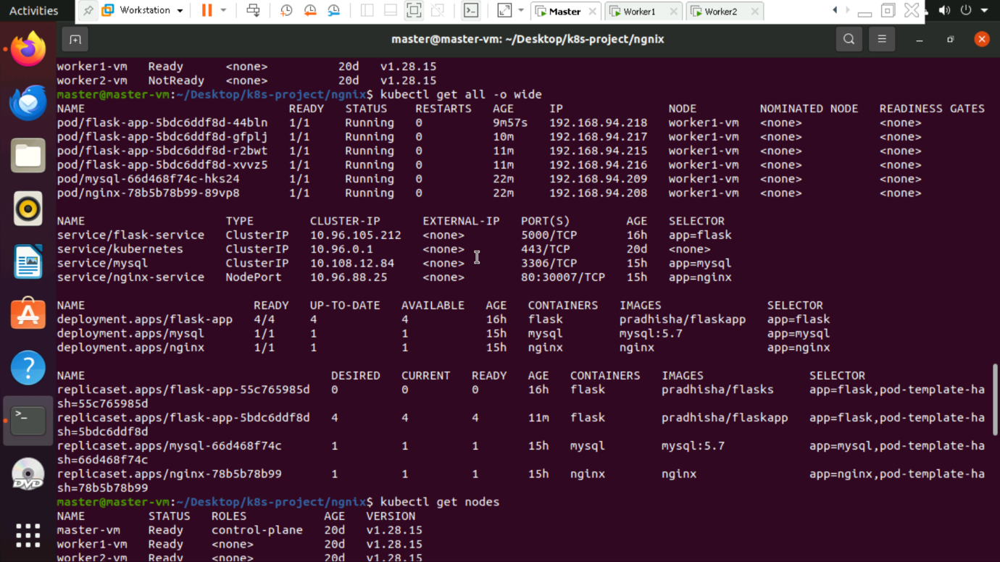 Workstation
Master
Worker1
Worker2
Activities
master@master-vm: ~/Desktop/k8s-project/ngnix
worker1-vm Ready <none> 20d v1.28.15
worker2-vm NotReady <none> 20d v1.28.15
master@master-vm:~/Desktop/k8s-project/ngnix$ kubectl get all -o wide
NAME READY STATUS RESTARTS AGE IP NODE NOMINATED NODE READINESS GATES
pod/flask-app-5bdc6ddf8d-44bln 1/1 Running 0 9m57s 192.168.94.218 worker1-vm <none> <none>
pod/flask-app-5bdc6ddf8d-gfplj 1/1 Running 0 10m 192.168.94.217 worker1-vm <none> <none>
pod/flask-app-5bdc6ddf8d-r2bwt 1/1 Running 0 11m 192.168.94.215 worker1-vm <none> <none>
pod/flask-app-5bdc6ddf8d-xvvz5 1/1 Running 0 11m 192.168.94.216 worker1-vm <none> <none>
pod/mysql-66d468f74c-hks24 1/1 Running 0 22m 192.168.94.209 worker1-vm <none> <none>
pod/nginx-78b5b78b99-89vp8 1/1 Running 0 22m 192.168.94.208 worker1-vm <none> <none>
NAME TYPE CLUSTER-IP EXTERNAL-IP PORT(S) AGE SELECTOR
service/flask-service ClusterIP 10.96.105.212 <none> 5000/TCP 16h app=flask
service/kubernetes ClusterIP 10.96.0.1 <none> 443/TCP 20d <none>
service/mysql ClusterIP 10.108.12.84 <none> 3306/TCP 15h app=mysql
service/nginx-service NodePort 10.96.88.25 <none> 80:30007/TCP 15h app=nginx
NAME READY UP-TO-DATE AVAILABLE AGE CONTAINERS IMAGES SELECTOR
deployment.apps/flask-app 4/4 4 4 16h flask pradhisha/flaskapp app=flask
deployment.apps/mysql 1/1 1 1 15h mysql mysql:5.7 app=mysql
deployment.apps/nginx 1/1 1 1 15h nginx nginx app=nginx
NAME DESIRED CURRENT READY AGE CONTAINERS IMAGES SELECTOR
replicaset.apps/flask-app-55c765985d 0 0 0 16h flask pradhisha/flasks app=flask,pod-template-ha
sh=55c765985d
replicaset.apps/flask-app-5bdc6ddf8d 4 4 4 11m flask pradhisha/flaskapp app=flask,pod-template-ha
sh=5bdc6ddf8d
replicaset.apps/mysql-66d468f74c 1 1 1 15h mysql mysql:5.7 app=mysql,pod-template-ha
sh=66d468f74c
replicaset.apps/nginx-78b5b78b99 1 1 1 15h nginx nginx app=nginx,pod-template-ha
sh=78b5b78b99
master@master-vm:~/Desktop/k8s-project/ngnix$ kubectl get nodes
NAME STATUS ROLES AGE VERSION
master-vm Ready control-plane 20d v1.28.15
worker1-vm Ready <none> 20d v1.28.15
worker2-vm Ready <none> 20d v1.28.15
DVD